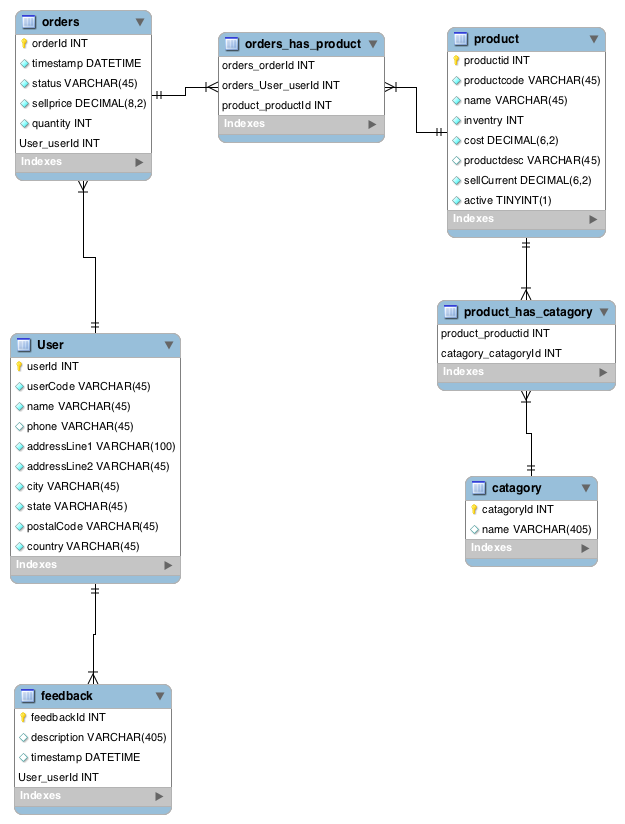 orders
orderId INT
timestamp DATETIME
status VARCHAR(45)
sellprice DECIMAL(8,2)
quantity INT
User_userId INT
Indexes
orders_has_product
orders_orderId INT
orders_User_userId INT
product_productId INT
Indexes
product
productid INT
productcode VARCHAR(45)
name VARCHAR(45)
inventry INT
cost DECIMAL(6,2)
productdesc VARCHAR(45)
sellCurrent DECIMAL(6,2)
active TINYINT(1)
Indexes
product_has_catagory
product_productid INT
catagory_catagoryId INT
Indexes
User
userId INT
userCode VARCHAR(45)
name VARCHAR(45)
phone VARCHAR(45)
addressLine1 VARCHAR(100)
addressLine2 VARCHAR(45)
city VARCHAR(45)
state VARCHAR(45)
postalCode VARCHAR(45)
country VARCHAR(45)
Indexes
catagory
catagoryId INT
name VARCHAR(405)
Indexes
feedback
feedbackId INT
description VARCHAR(405)
timestamp DATETIME
User_userId INT
Indexes